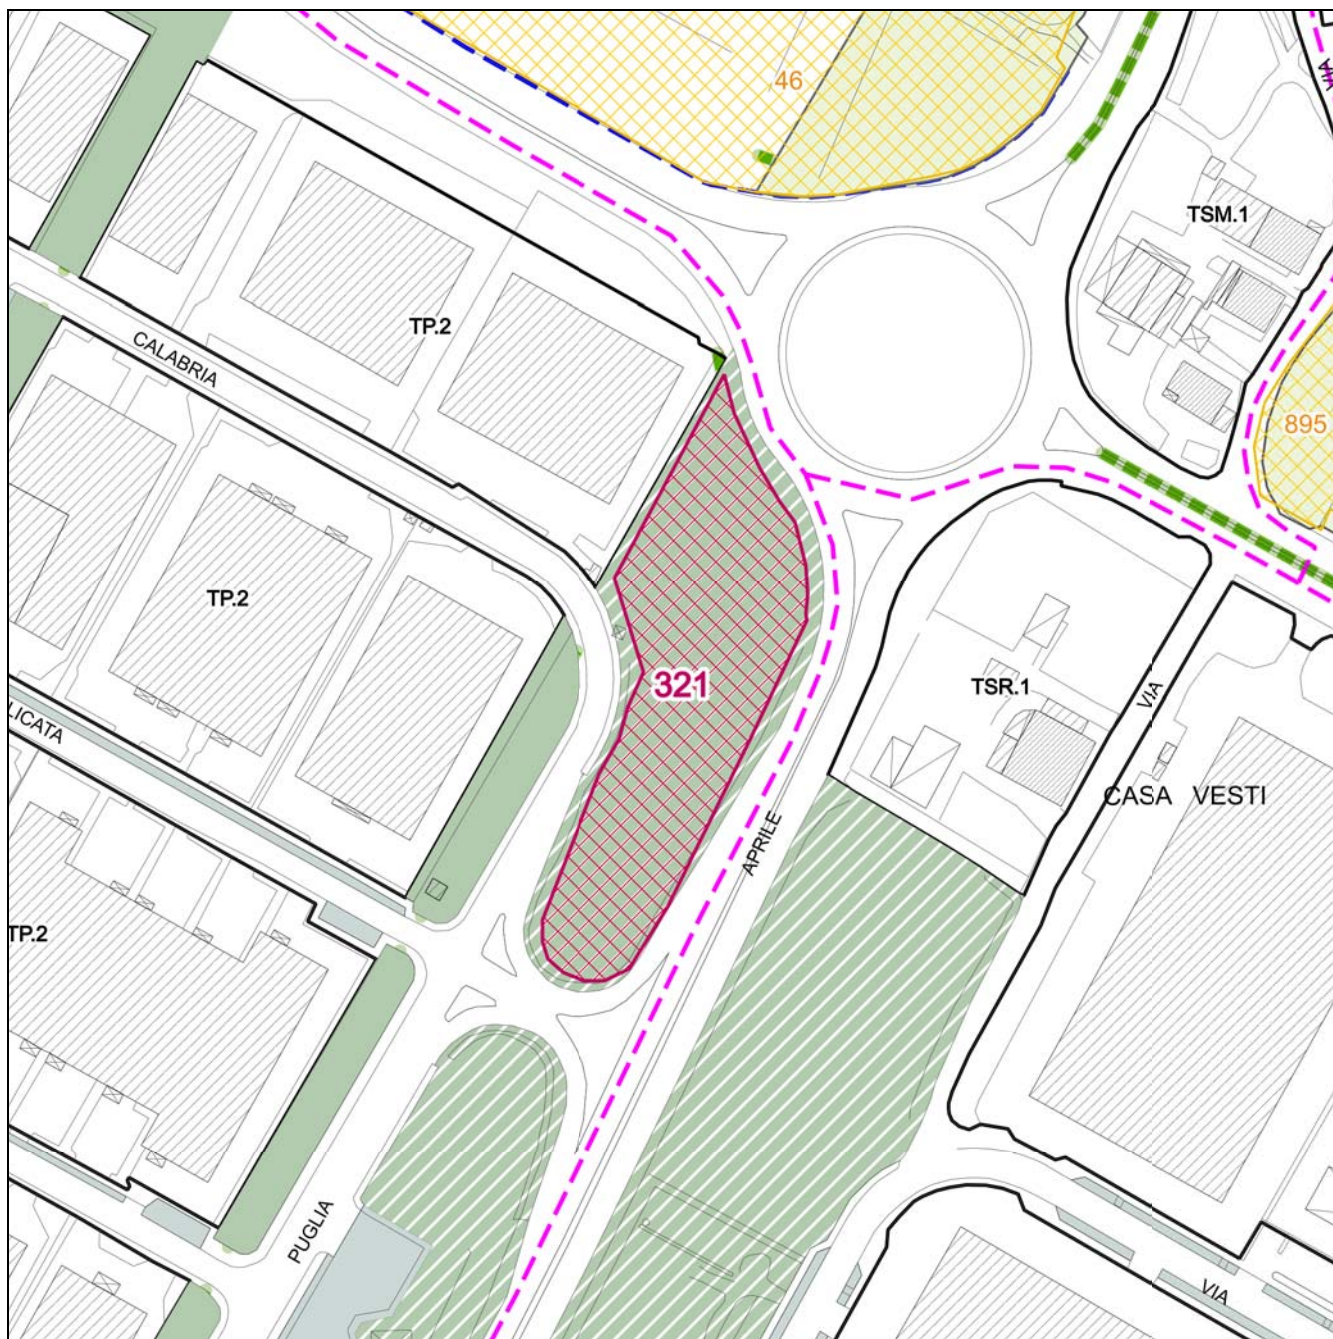 46
VIA
TSM.1
TP.2
CALABRIA
895
TP.2
321
TSR.1
VIA
LICATA
CASA VESTI
APRILE
TP.2
PUGLIA
VIA